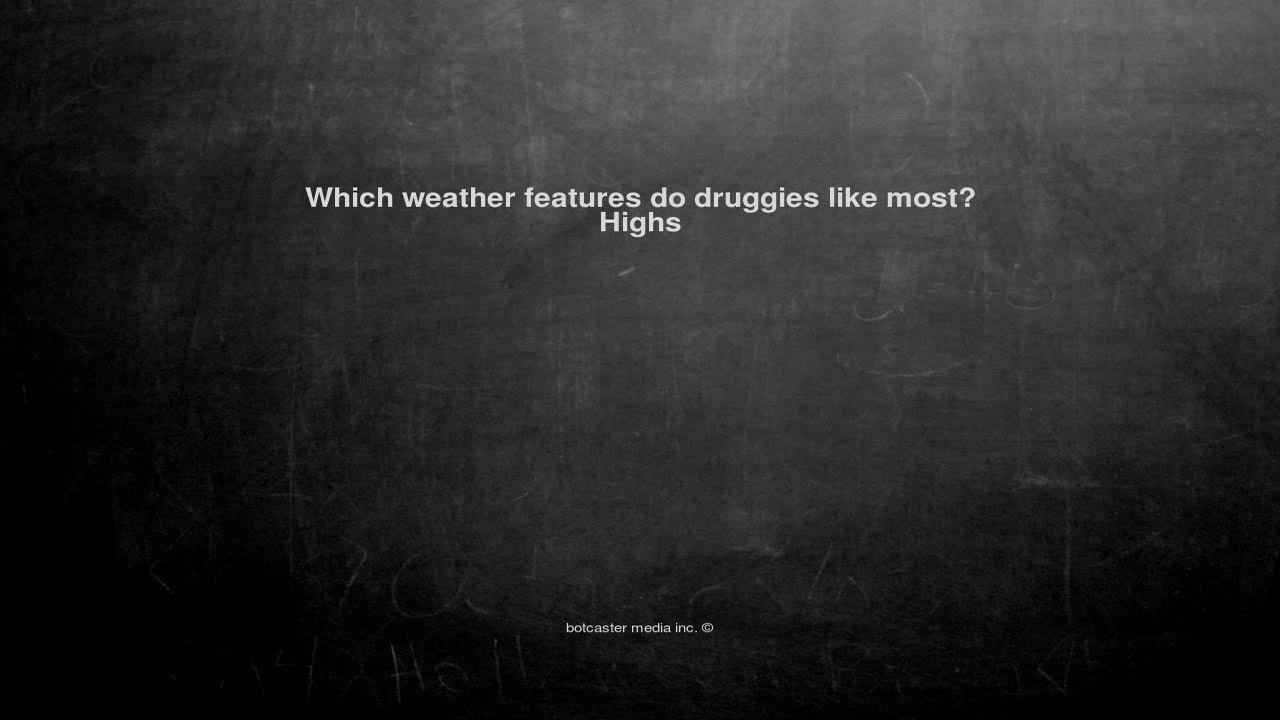 Which weather features do druggies like most?
Highs
botcaster media inc. ©